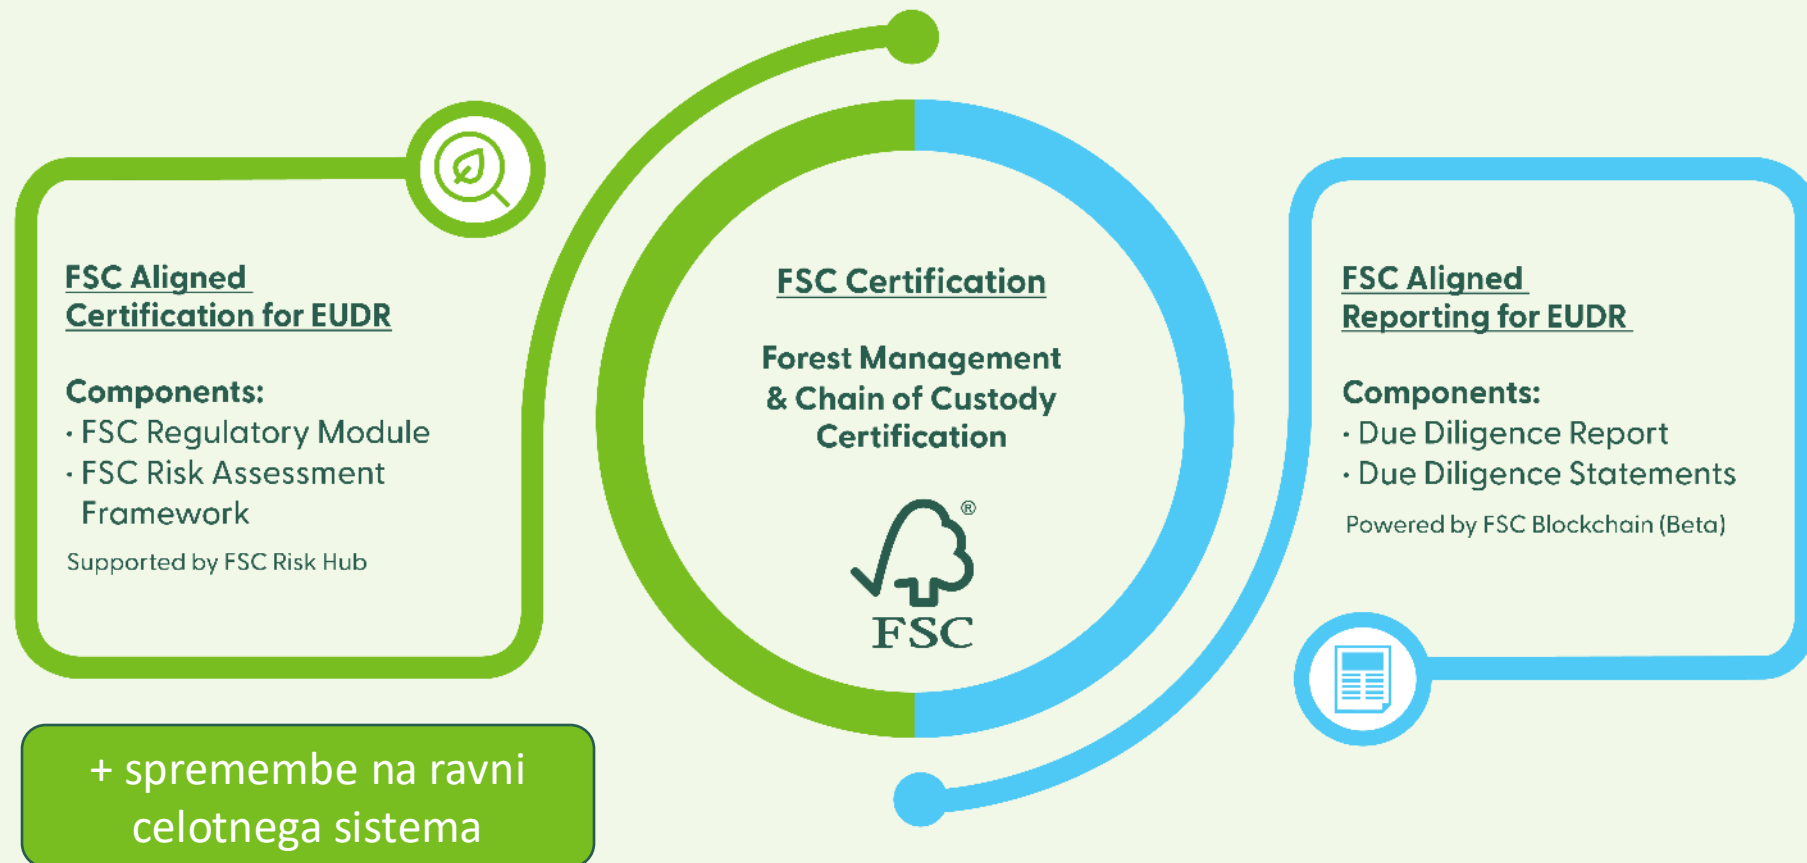 FSC Aligned
Certification for EUDR
Components:
· FSC Regulatory Module
· FSC Risk Assessment
Framework
Supported by FSC Risk Hub
+ spremembe na ravni
celotnega sistema
FSC Certification
Forest Management
& Chain of Custody
Certification
®
FSC
FSC Aligned
Reporting for EUDR
Components:
· Due Diligence Report
· Due Diligence Statements
Powered by FSC Blockchain (Beta)